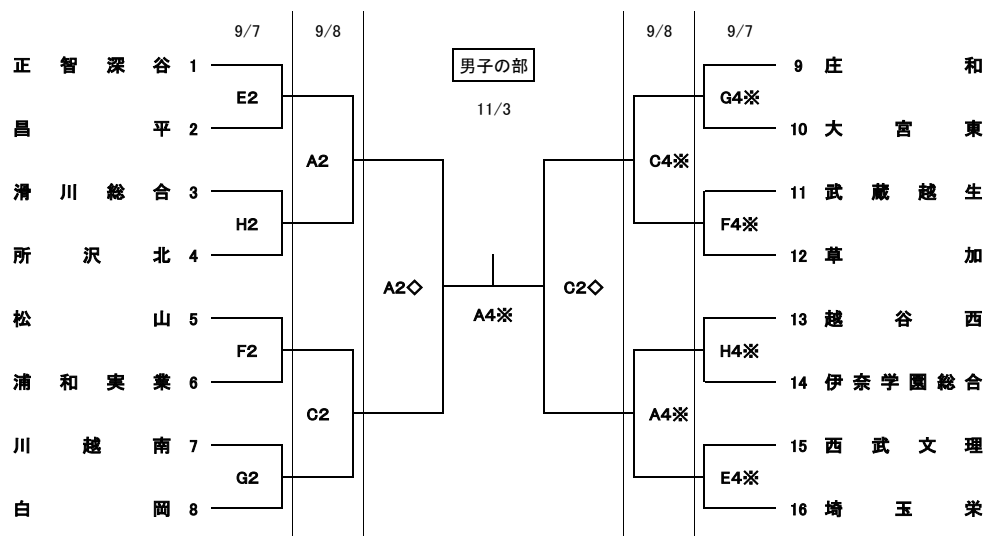 9/7 9/8 9/8 9/7
男子の部
11/3
正智深谷 1
E2
昌平 2
A2
滑川総合 3
H2
所沢北 4
A2◇
松山 5
F2
浦和実業 6
C2
川越南 7
G2
白岡 8
A4※
9 庄和
G4※
10 大宮東
C4※
11 武蔵越生
F4※
12 草加
C2◇
13 越谷西
H4※
14 伊奈学園総合
A4※
15 西武文理
E4※
16 埼玉栄